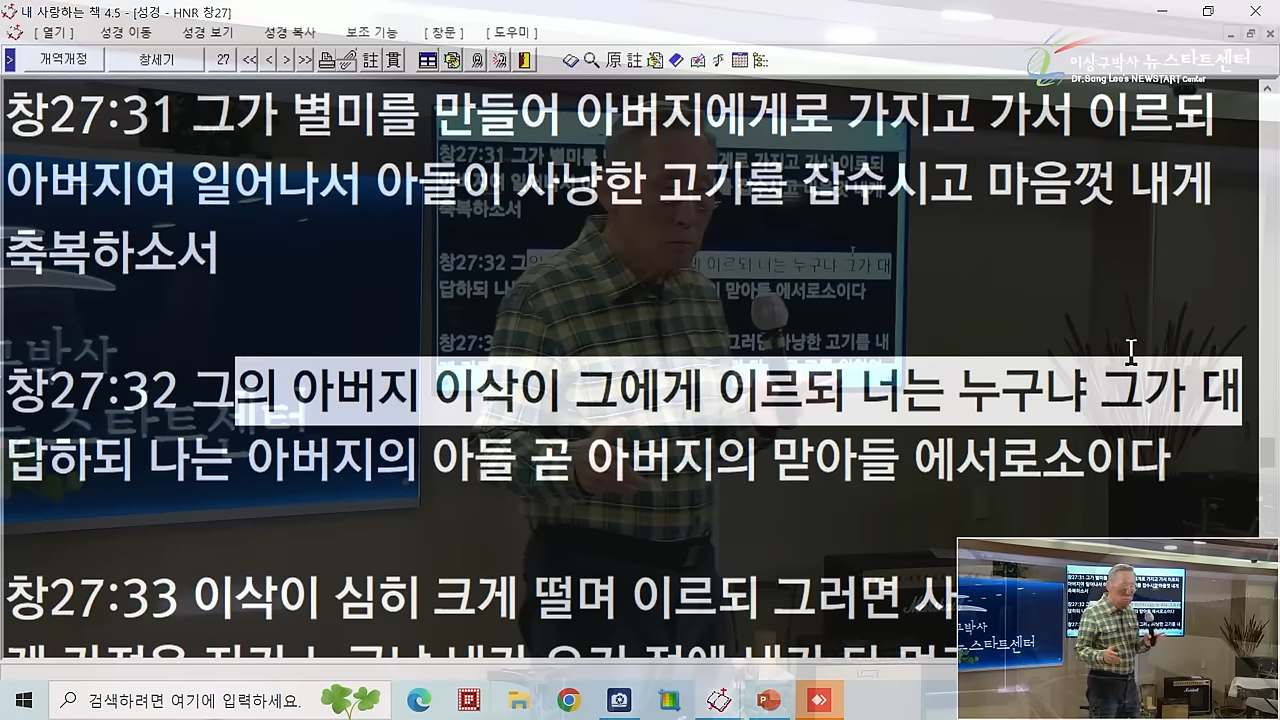 내 사랑하는 책 4.5 - [성경 - HNR 창27]
[ 열기 ] 성경 이동 성경 보기 성경 복사 보조 기능 [ 창문 ] [ 도우미 ]
개역개정 창세기 27 << < > >> 註 貫 原 註
이상구박사 뉴스타트센터
Dr.Sang Lee's NEWSTART Center
창27:31 그가 별미를 만들어 아버지에게로 가지고 가서 이르되
아버지여 일어나서 아들이 사냥한 고기를 잡수시고 마음껏 내게
축복하소서
창27:32 그의 아버지 이삭이 그에게 이르되 너는 누구냐 그가 대
답하되 나는 아버지의 아들 곧 아버지의 맏아들 에서로소이다
창27:33 이삭이 심히 크게 떨며 이르되 그러면 사
검색하려면 여기에 입력하세요.